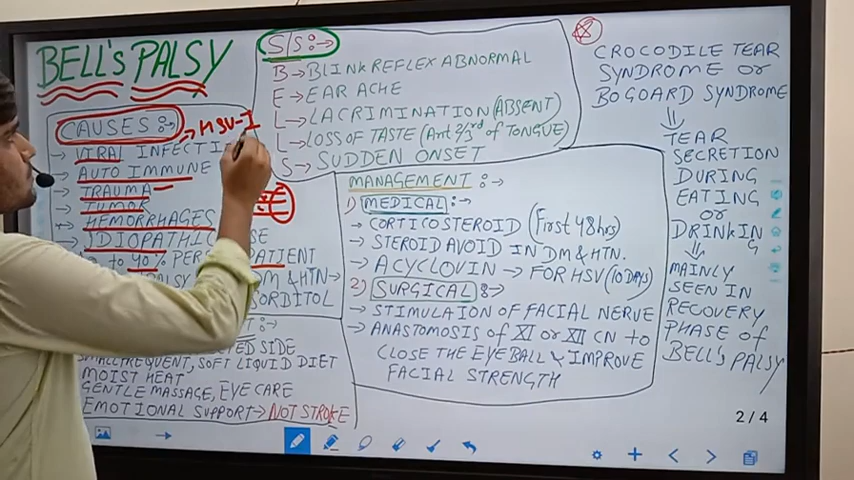 BELL'S PALSY
CAUSES :→
HSV-I
→ VIRAL INFECTI
→ AUTO IMMUNE
→ TRAUMA
→ TUMOR
→ HEMORRHAGES
→ IDIOPATHIC
to 40% PER PATIENT
PALSY DM & HTN→
SORDITOL
SIDE
SMALL FREQUENT, SOFT LIQUID DIET
MOIST HEAT
GENTLE MASSAGE, EYE CARE
EMOTIONAL SUPPORT→ NOT STROKE
S/S :→
B→ BLINK REFLEX ABNORMAL
E→ EAR ACHE
L→ LACRIMINATION (ABSENT)
L→ LOSS OF TASTE (Ant 2/3rd of TONGUE)
S→ SUDDEN ONSET
MANAGEMENT :→
1) MEDICAL :→
→ CORTICOSTEROID (First 48hrs)
→ STEROID AVOID IN DM & HTN.
→ ACYCLOVIN → FOR HSV (10 DAYS)
2) SURGICAL :→
→ STIMULATION OF FACIAL NERVE
→ ANASTOMOSIS of XI or XII CN to
CLOSE THE EYEBALL & IMPROVE
FACIAL STRENGTH
CROCODILE TEAR
SYNDROME or
BOGOARD SYNDROME
TEAR
SECRETION
DURING
EATING
or
DRINKING
MAINLY
SEEN IN
RECOVERY
PHASE of
BELL'S PALSY
2/4